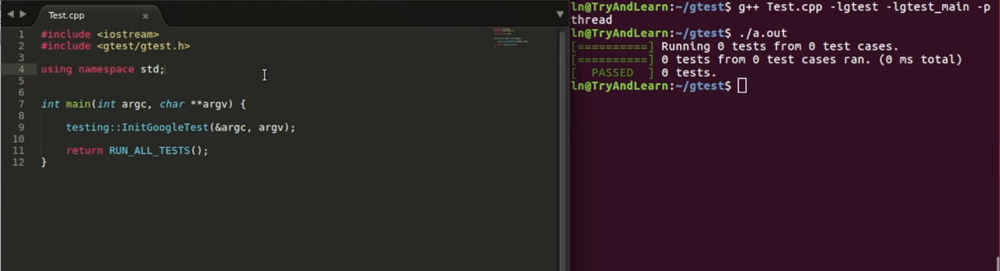 Test.cpp ×
1 #include <iostream>
2 #include <gtest/gtest.h>
3
4 using namespace std;
5
6
7 int main(int argc, char **argv) {
8
9     testing::InitGoogleTest(&argc, argv);
10
11     return RUN_ALL_TESTS();
12 }
ln@TryAndLearn:~/gtest$ g++ Test.cpp -lgtest -lgtest_main -p
thread
ln@TryAndLearn:~/gtest$ ./a.out
[==========] Running 0 tests from 0 test cases.
[==========] 0 tests from 0 test cases ran. (0 ms total)
[  PASSED  ] 0 tests.
ln@TryAndLearn:~/gtest$